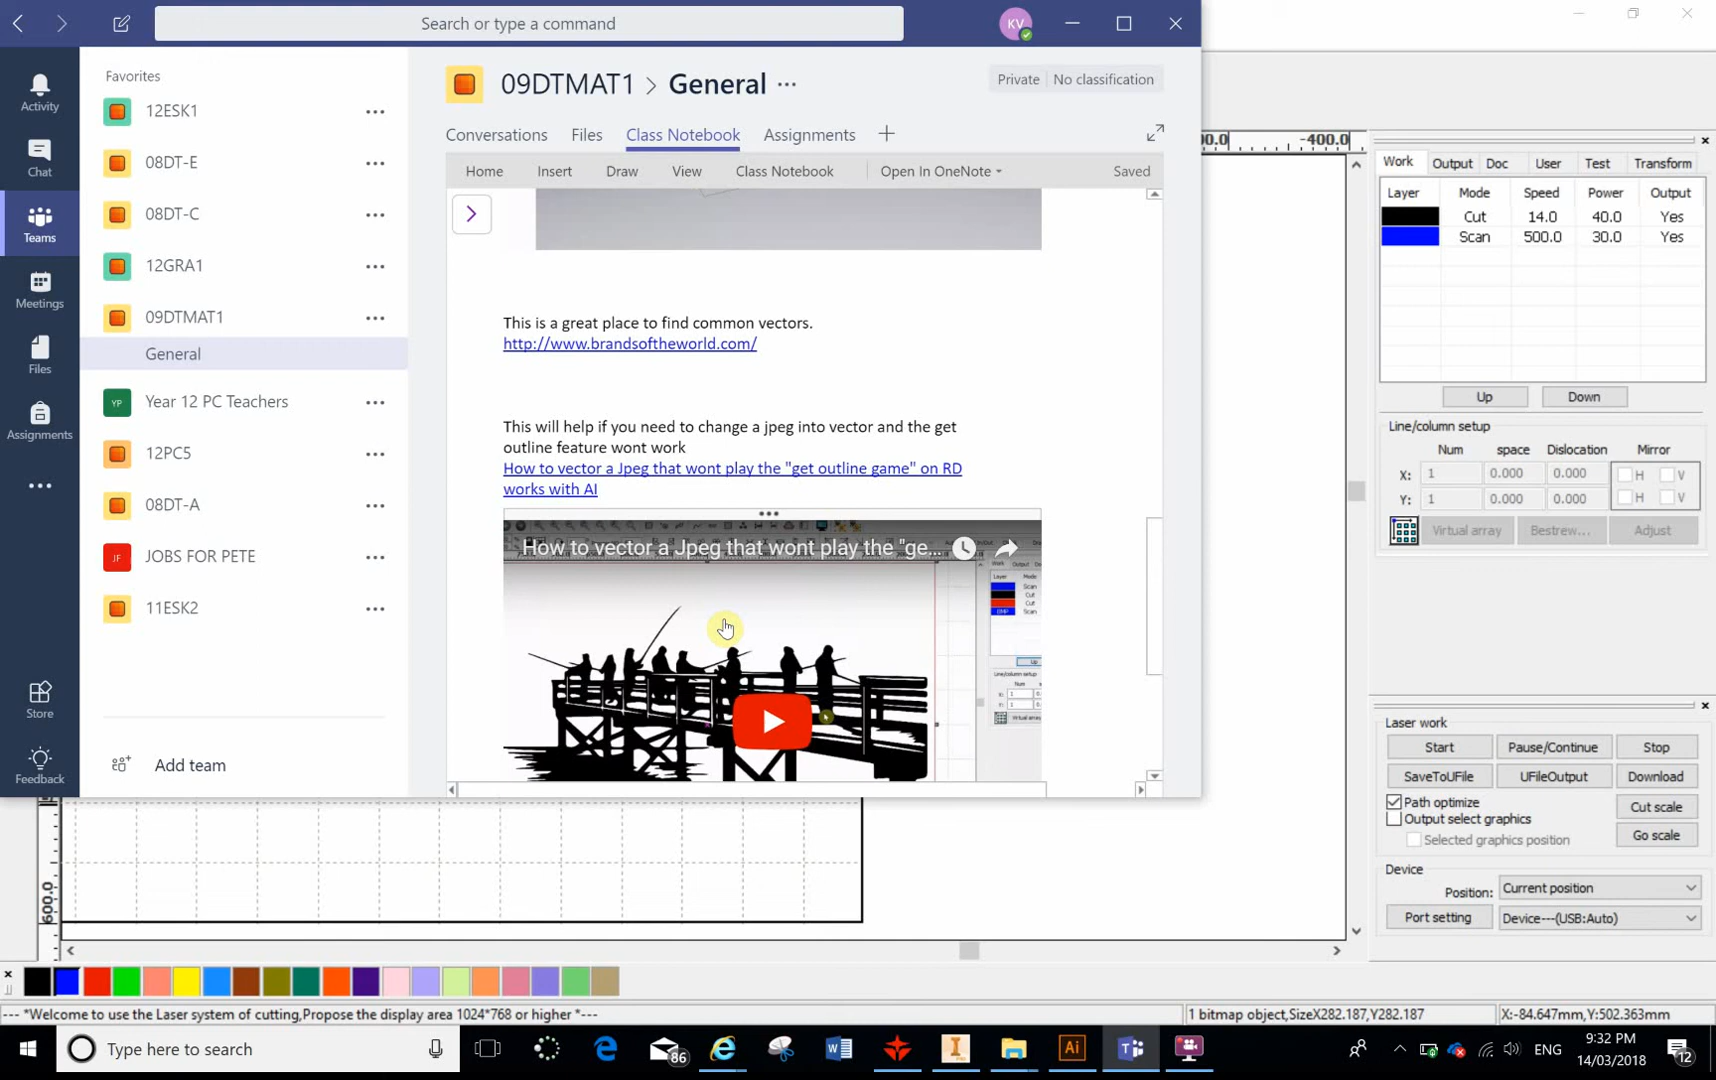 Search or type a command
KV
Activity
Chat
Teams
Meetings
Files
Assignments
Store
Feedback
Favorites
12ESK1
08DT-E
08DT-C
12GRA1
09DTMAT1
General
YP Year 12 PC Teachers
12PC5
08DT-A
JF JOBS FOR PETE
11ESK2
Add team
09DTMAT1 > General
Private No classification
Conversations Files Class Notebook Assignments
Home Insert Draw View Class Notebook Open In OneNote Saved
This is a great place to find common vectors.
http://www.brandsoftheworld.com/
This will help if you need to change a jpeg into vector and the get
outline feature wont work
How to vector a Jpeg that wont play the "get outline game" on RD
works with AI
How to vector a Jpeg that wont play the "ge...
-400.0
Work Output Doc User Test Transform
Layer Mode Speed Power Output
Cut 14.0 40.0 Yes
Scan 500.0 30.0 Yes
Up Down
Line/column setup
Num space Dislocation Mirror
X: 1 0.000 0.000 H V
Y: 1 0.000 0.000 H V
Virtual array Bestrew... Adjust
Laser work
Start Pause/Continue Stop
SaveToUFile UFileOutput Download
Path optimize
Cut scale
Output select graphics
Go scale
Selected graphics position
Device
Position: Current position
Port setting Device---(USB:Auto)
600.0
--- *Welcome to use the Laser system of cutting,Propose the display area 1024*768 or higher *---
1 bitmap object,SizeX282.187,Y282.187
X:-84.647mm,Y:502.363mm
Type here to search
86
Ai
ENG
9:32 PM
14/03/2018
12